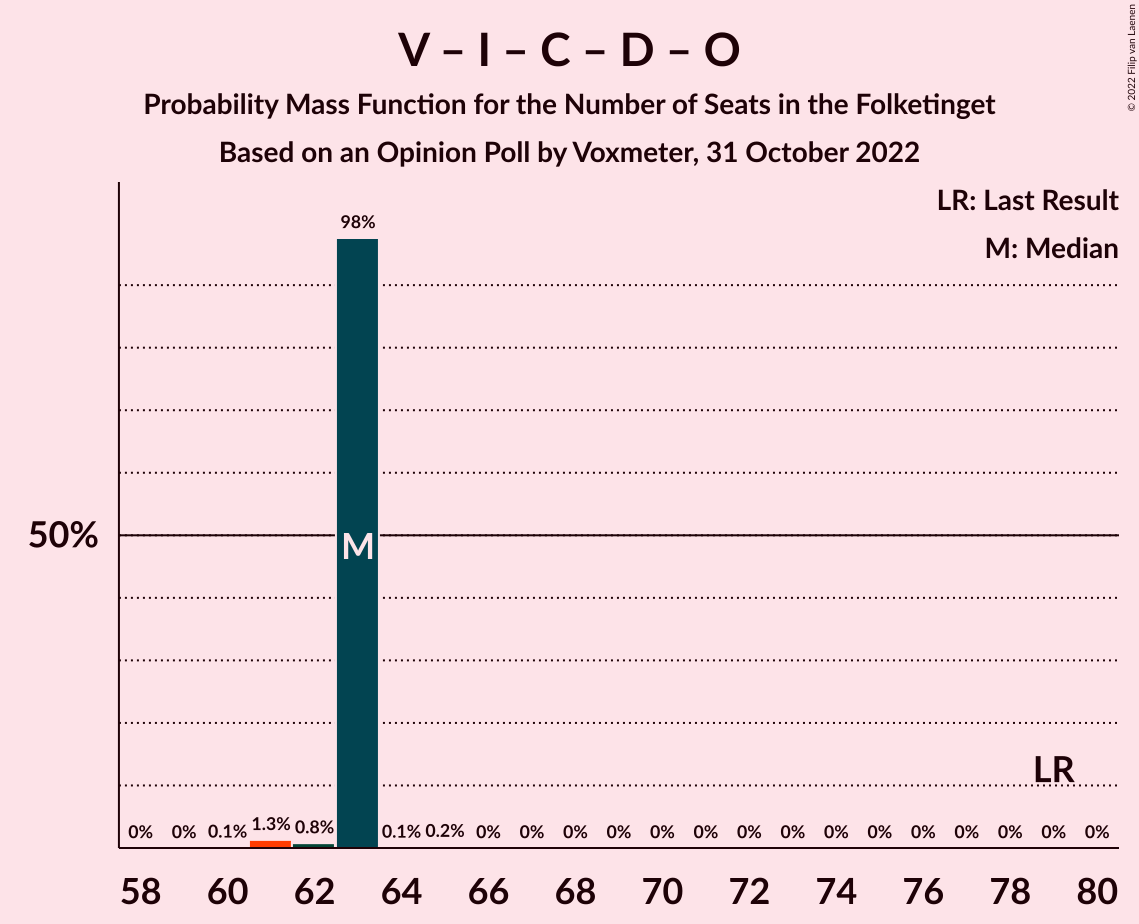 V – I – C – D – O
Probability Mass Function for the Number of Seats in the Folketinget
Based on an Opinion Poll by Voxmeter, 31 October 2022
© 2022 Filip van Laenen
LR: Last Result
M: Median
98%
50%
M
LR
0% 0% 0.1% 1.3% 0.8% 0.1% 0.2% 0% 0% 0% 0% 0% 0% 0% 0% 0% 0% 0% 0% 0% 0% 0%
58 60 62 64 66 68 70 72 74 76 78 80